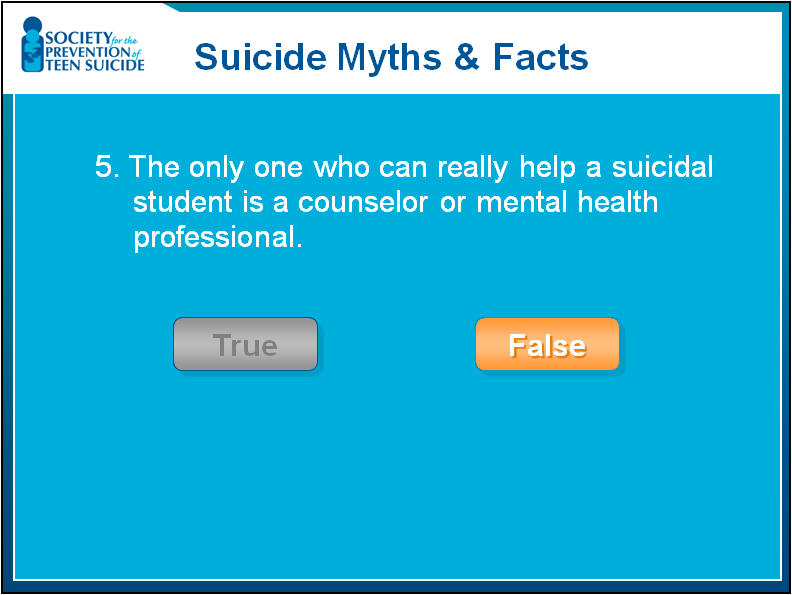 SOCIETY for the
PREVENTION of
TEEN SUICIDE
Suicide Myths & Facts
5. The only one who can really help a suicidal
student is a counselor or mental health
professional.
True
False